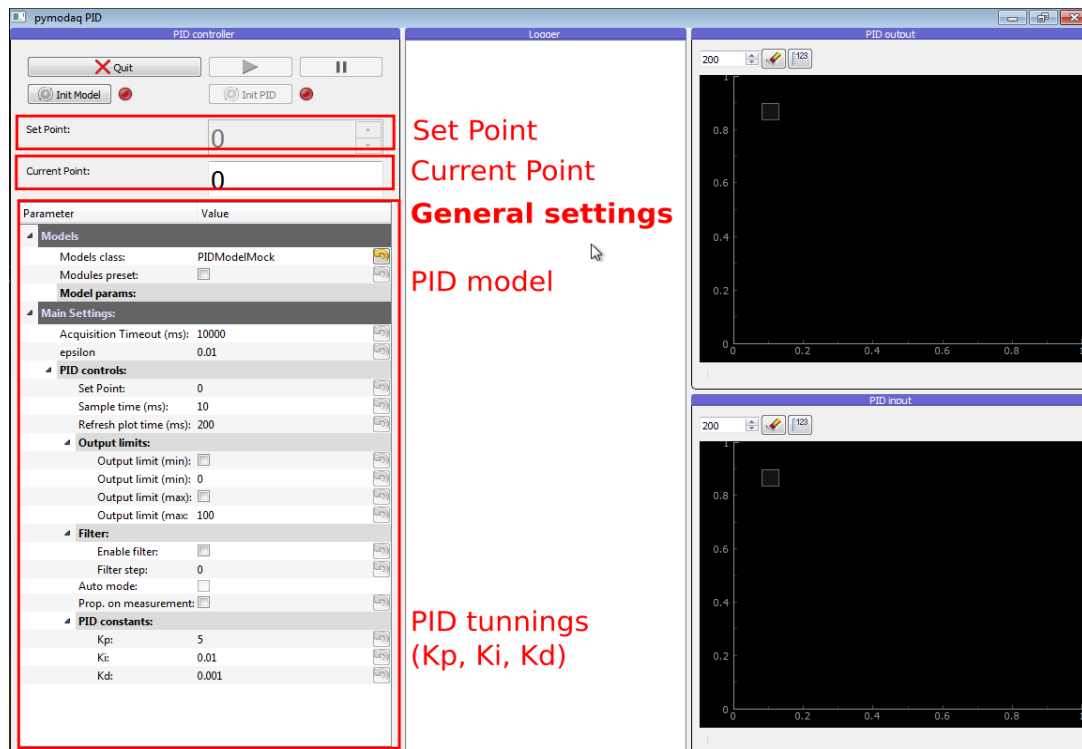 pymodaq PID
PID controller
Quit
Init Model
Init PID
Set Point:
0
Current Point:
0
Parameter Value
Models
Models class: PIDModelMock
Modules preset:
Model params:
Main Settings:
Acquisition Timeout (ms): 10000
epsilon 0.01
PID controls:
Set Point: 0
Sample time (ms): 10
Refresh plot time (ms): 200
Output limits:
Output limit (min):
Output limit (min): 0
Output limit (max):
Output limit (max: 100
Filter:
Enable filter:
Filter step: 0
Auto mode:
Prop. on measurement:
PID constants:
Kp: 5
Ki: 0.01
Kd: 0.001
Logger
Set Point
Current Point
General settings
PID model
PID tunnings
(Kp, Ki, Kd)
PID output
200
123
1
0.8
0.6
0.4
0.2
0
0 0.2 0.4 0.6 0.8 1
PID input
200
123
1
0.8
0.6
0.4
0.2
0
0 0.2 0.4 0.6 0.8 1